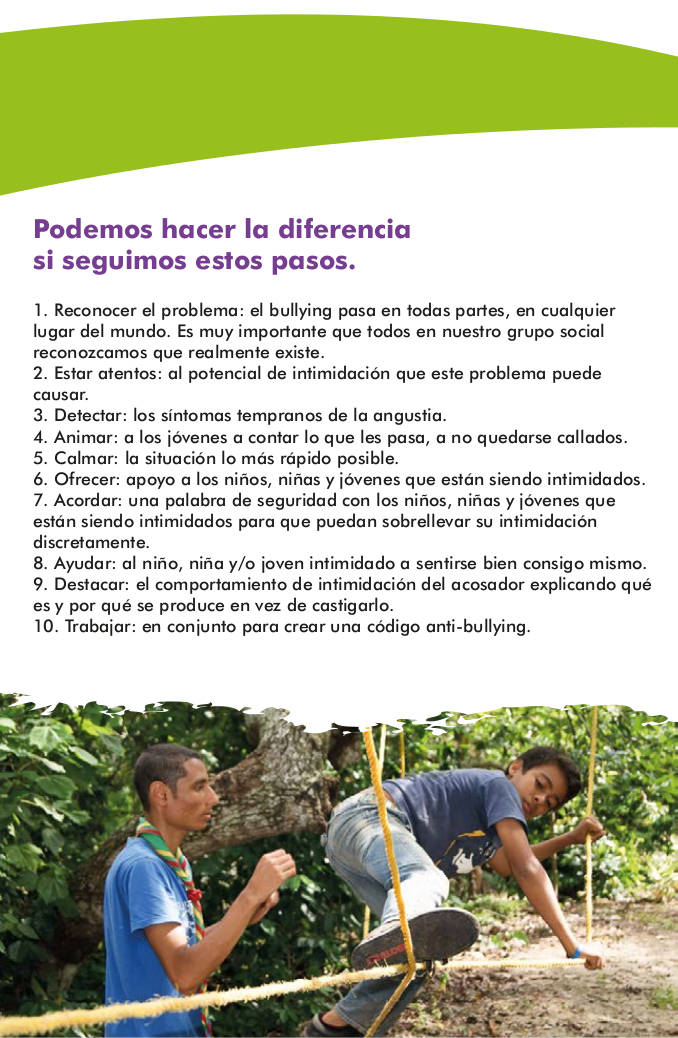 Podemos hacer la diferencia
si seguimos estos pasos.
1. Reconocer el problema: el bullying pasa en todas partes, en cualquier
lugar del mundo. Es muy importante que todos en nuestro grupo social
reconozcamos que realmente existe.
2. Estar atentos: al potencial de intimidación que este problema puede
causar.
3. Detectar: los síntomas tempranos de la angustia.
4. Animar: a los jóvenes a contar lo que les pasa, a no quedarse callados.
5. Calmar: la situación lo más rápido posible.
6. Ofrecer: apoyo a los niños, niñas y jóvenes que están siendo intimidados.
7. Acordar: una palabra de seguridad con los niños, niñas y jóvenes que
están siendo intimidados para que puedan sobrellevar su intimidación
discretamente.
8. Ayudar: al niño, niña y/o joven intimidado a sentirse bien consigo mismo.
9. Destacar: el comportamiento de intimidación del acosador explicando qué
es y por qué se produce en vez de castigarlo.
10. Trabajar: en conjunto para crear una código anti-bullying.